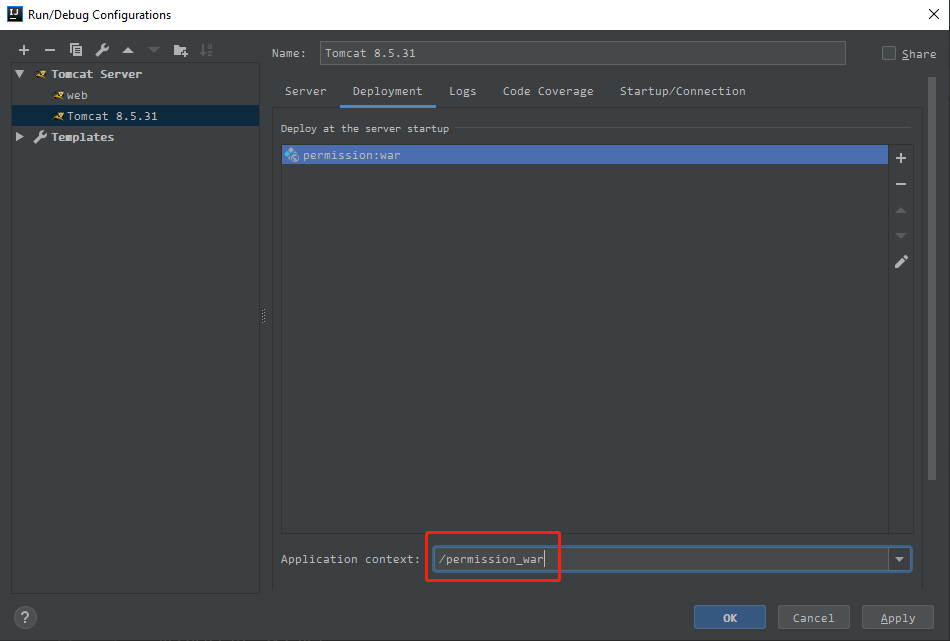 Run/Debug Configurations
Name: Tomcat 8.5.31
Share
Tomcat Server
web
Tomcat 8.5.31
Templates
Server Deployment Logs Code Coverage Startup/Connection
Deploy at the server startup
permission:war
Application context: /permission_war
? OK Cancel Apply